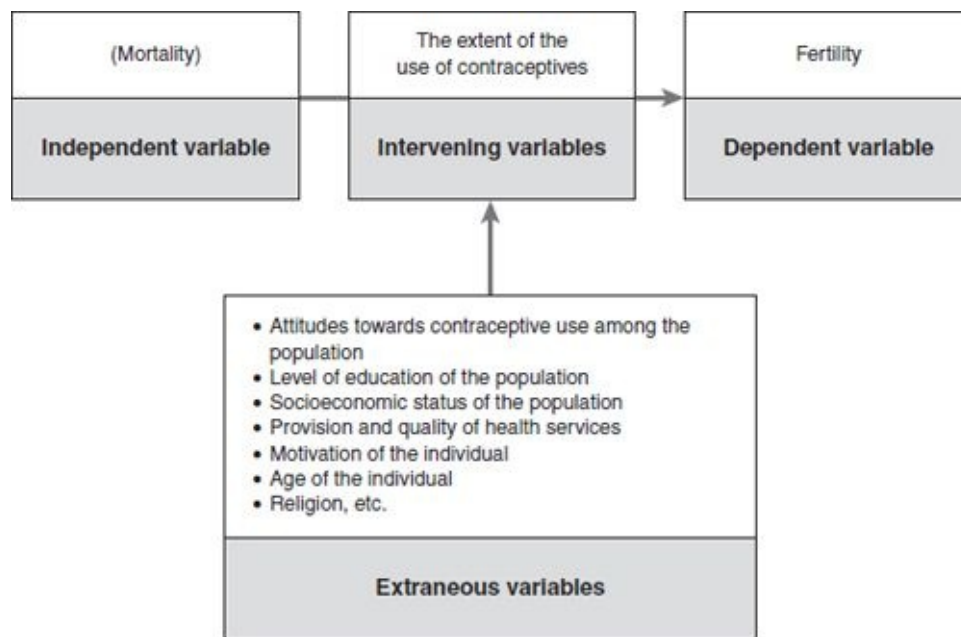 (Mortality)
The extent of the
use of contraceptives
Fertility
Independent variable
Intervening variables
Dependent variable
• Attitudes towards contraceptive use among the
population
• Level of education of the population
• Socioeconomic status of the population
• Provision and quality of health services
• Motivation of the individual
• Age of the individual
• Religion, etc.
Extraneous variables